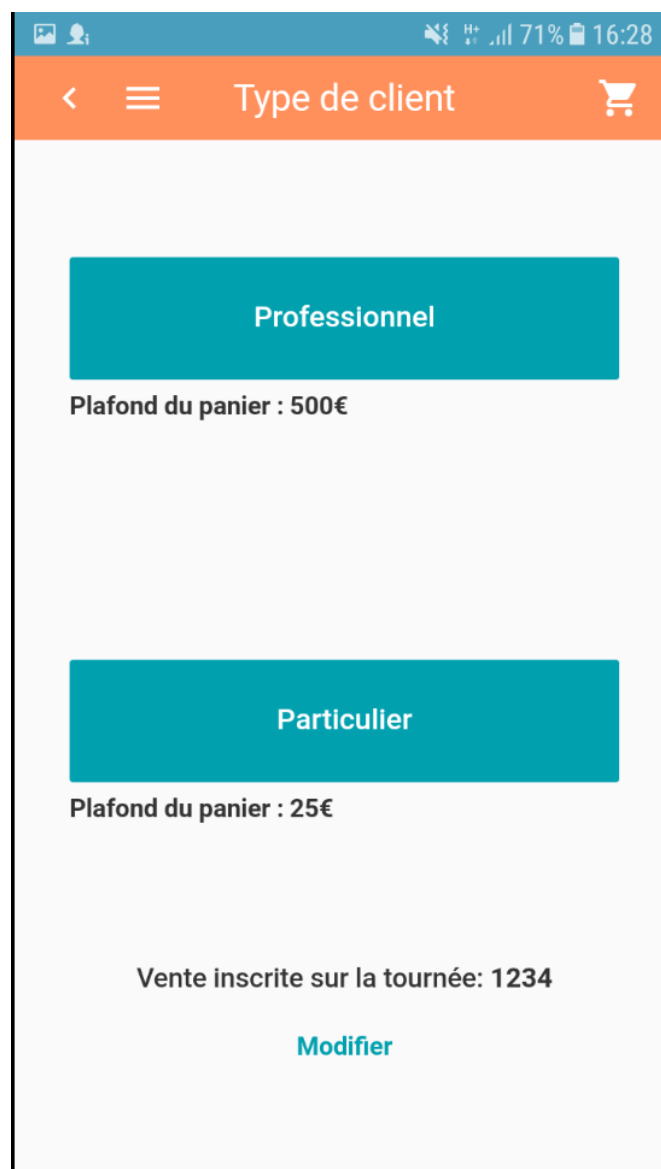 H+ 71% 16:28
Type de client
Professionnel
Plafond du panier : 500€
Particulier
Plafond du panier : 25€
Vente inscrite sur la tournée: 1234
Modifier